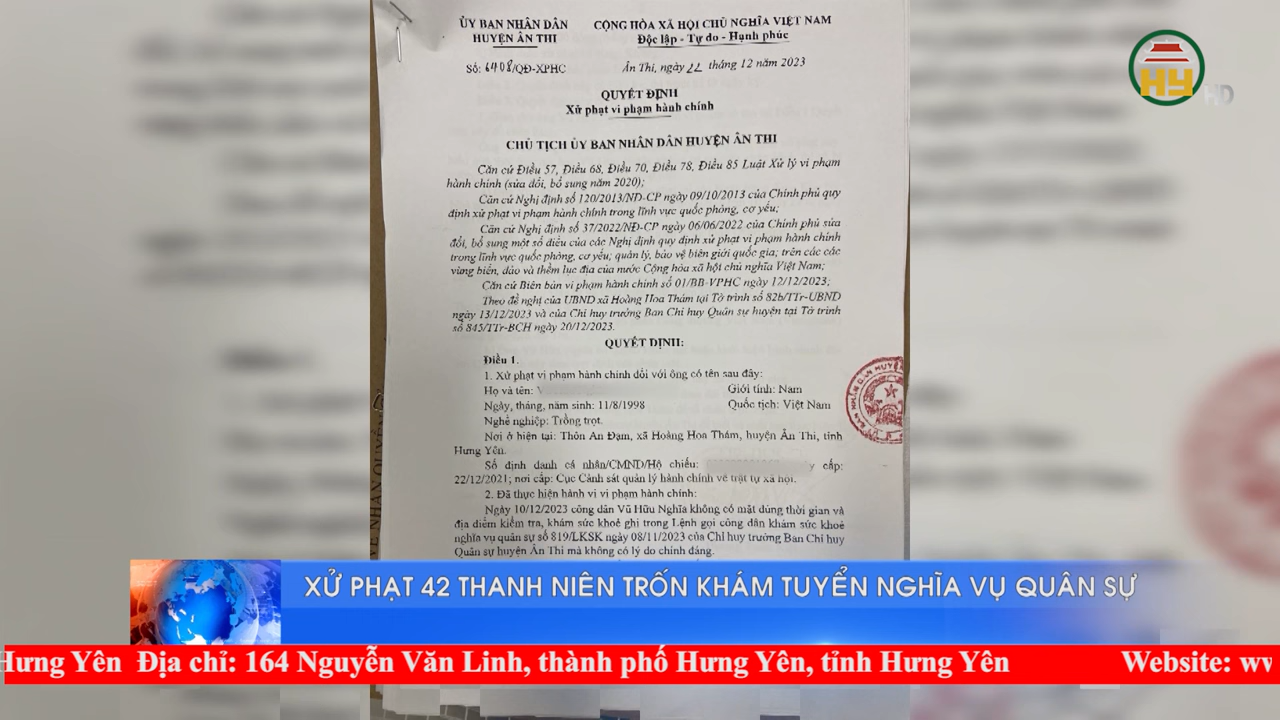 ỦY BAN NHÂN DÂN
HUYỆN ÂN THI
CỘNG HÒA XÃ HỘI CHỦ NGHĨA VIỆT NAM
Độc lập - Tự do - Hạnh phúc
Số: 6408/QĐ-XPHC
Ân Thi, ngày 22 tháng 12 năm 2023
QUYẾT ĐỊNH
Xử phạt vi phạm hành chính
CHỦ TỊCH ỦY BAN NHÂN DÂN HUYỆN ÂN THI
Căn cứ Điều 57, Điều 68, Điều 70, Điều 78, Điều 85 Luật Xử lý vi phạm
hành chính (sửa đổi, bổ sung năm 2020);
Căn cứ Nghị định số 120/2013/NĐ-CP ngày 09/10/2013 của Chính phủ quy
định xử phạt vi phạm hành chính trong lĩnh vực quốc phòng, cơ yếu;
Căn cứ Nghị định số 37/2022/NĐ-CP ngày 06/06/2022 của Chính phủ sửa
đổi, bổ sung một số điều của các Nghị định quy định xử phạt vi phạm hành chính
trong lĩnh vực quốc phòng, cơ yếu; quản lý, bảo vệ biên giới quốc gia; trên các các
vùng biển, đảo và thềm lục địa của nước Cộng hòa xã hột chủ nghĩa Việt Nam;
Căn cứ Biên bản vi phạm hành chính số 01/BB-VPHC ngày 12/12/2023;
Theo đề nghị của UBND xã Hoàng Hoa Thám tại Tờ trình số 82b/TTr-UBND
ngày 13/12/2023 và của Chỉ huy trưởng Ban Chỉ huy Quân sự huyện tại Tờ trình
số 845/TTr-BCH ngày 20/12/2023.
QUYẾT ĐỊNH:
Điều 1.
1. Xử phạt vi phạm hành chính đối với ông có tên sau đây:
Họ và tên: V
Giới tính: Nam
Ngày, tháng, năm sinh: 11/8/1998
Quốc tịch: Việt Nam
Nghề nghiệp: Trồng trọt.
Nơi ở hiện tại: Thôn An Đạm, xã Hoàng Hoa Thám, huyện Ân Thi, tỉnh
Hưng Yên.
Số định danh cá nhân/CMND/Hộ chiếu: y cấp:
22/12/2021; nơi cấp: Cục Cảnh sát quản lý hành chính về trật tự xã hội.
2. Đã thực hiện hành vi vi phạm hành chính:
Ngày 10/12/2023 công dân Vũ Hữu Nghĩa không có mặt đúng thời gian và
địa điểm kiểm tra, khám sức khoẻ ghi trong Lệnh gọi công dân khám sức khoẻ
nghĩa vụ quân sự số 819/LKSK ngày 08/11/2023 của Chỉ huy trưởng Ban Chỉ huy
Quân sự huyện Ân Thi mà không có lý do chính đáng.
HY HD
XỬ PHẠT 42 THANH NIÊN TRỐN KHÁM TUYỂN NGHĨA VỤ QUÂN SỰ
Hưng Yên Địa chỉ: 164 Nguyễn Văn Linh, thành phố Hưng Yên, tỉnh Hưng Yên Website: ww